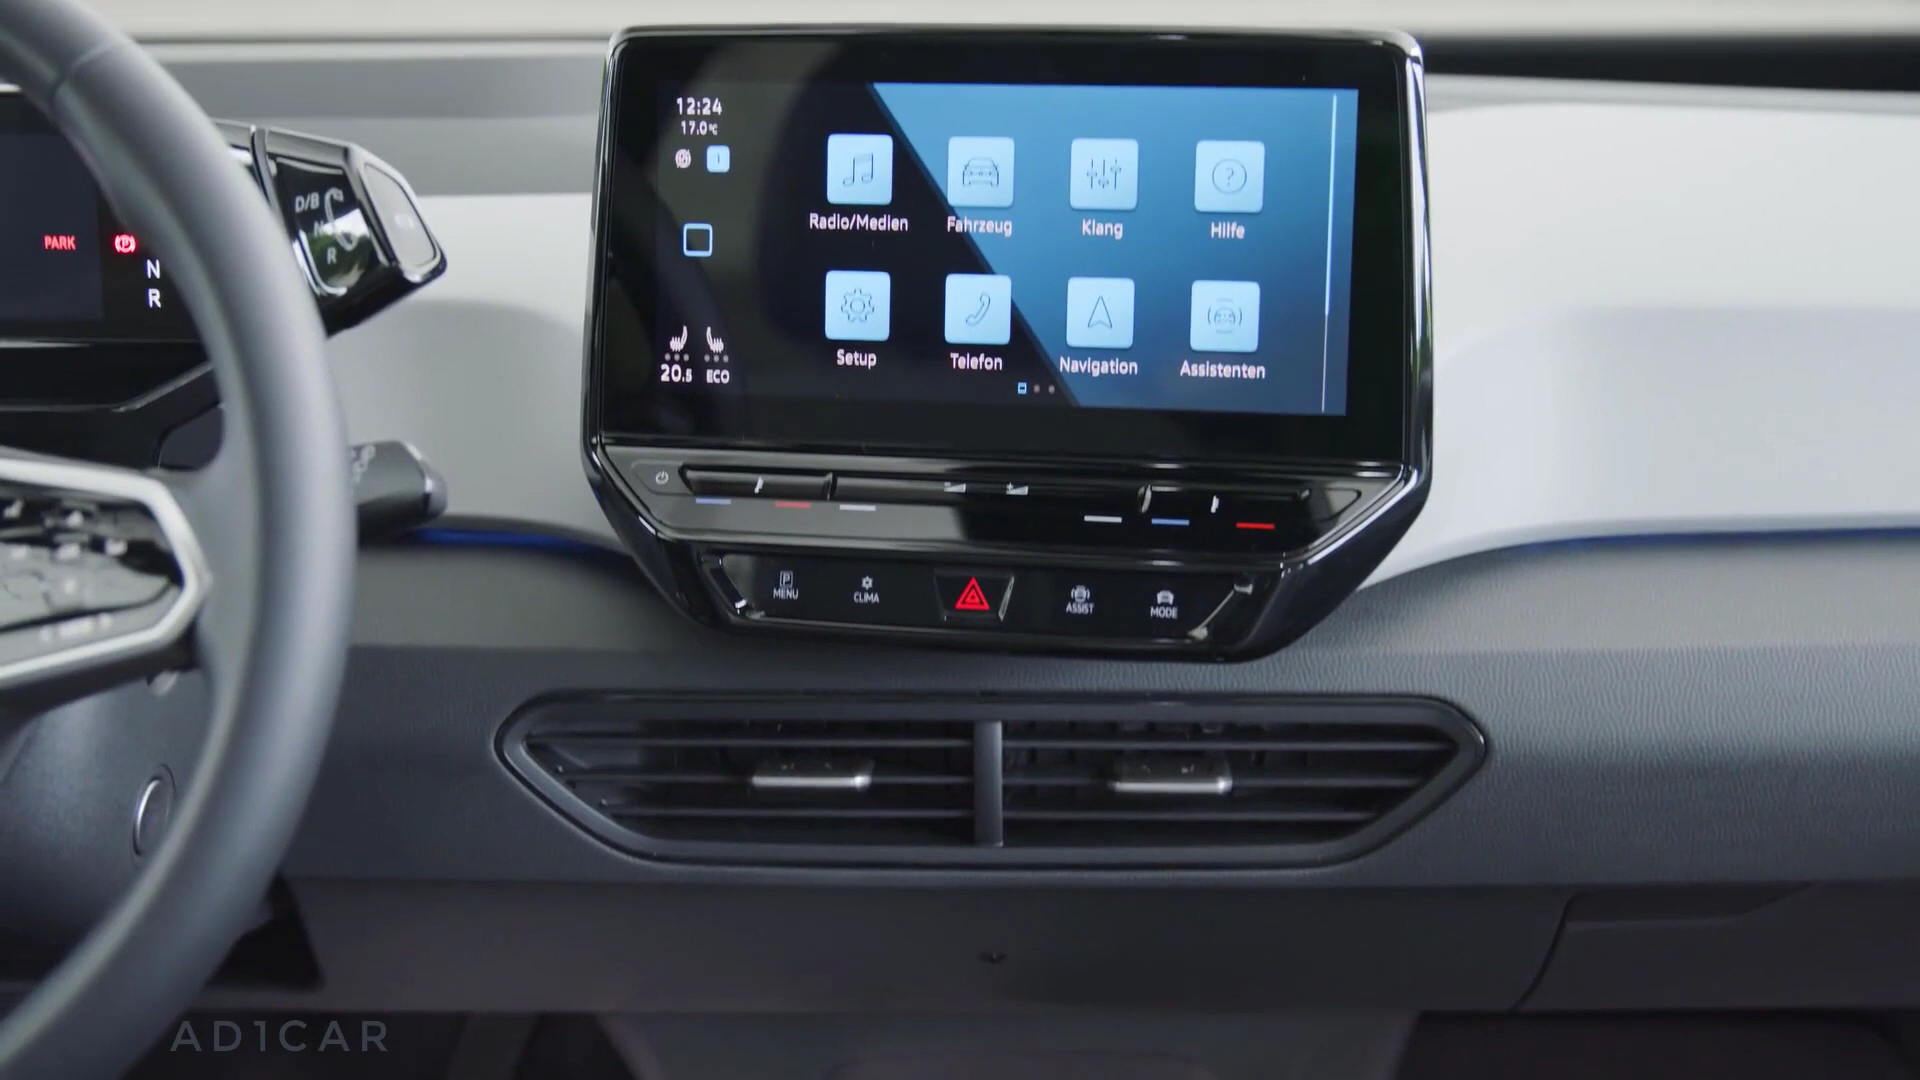 12:24
17.0°C
Radio/Medien
Fahrzeug
Klang
Hilfe
Setup
Telefon
Navigation
Assistenten
20.5
ECO
PARK
N
R
D/B
N
R
MENU
CLIMA
ASSIST
MODE
AD1CAR